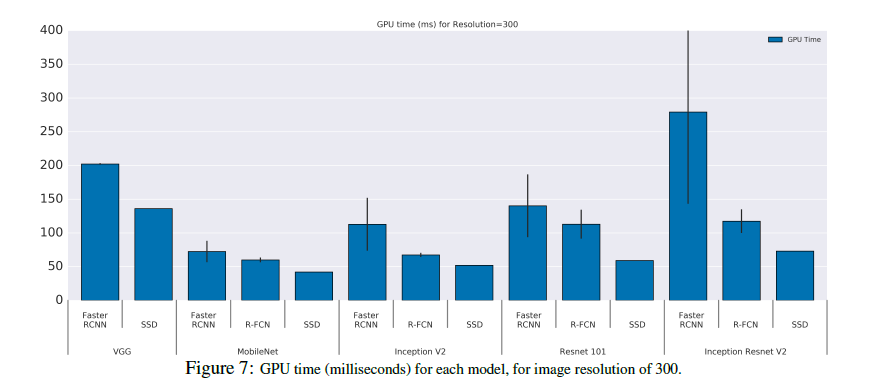 GPU time (ms) for Resolution=300
GPU Time
400
350
300
250
200
150
100
50
0
Faster RCNN SSD Faster RCNN R-FCN SSD Faster RCNN R-FCN SSD Faster RCNN R-FCN SSD Faster RCNN R-FCN SSD
VGG MobileNet Inception V2 Resnet 101 Inception Resnet V2
Figure 7: GPU time (milliseconds) for each model, for image resolution of 300.